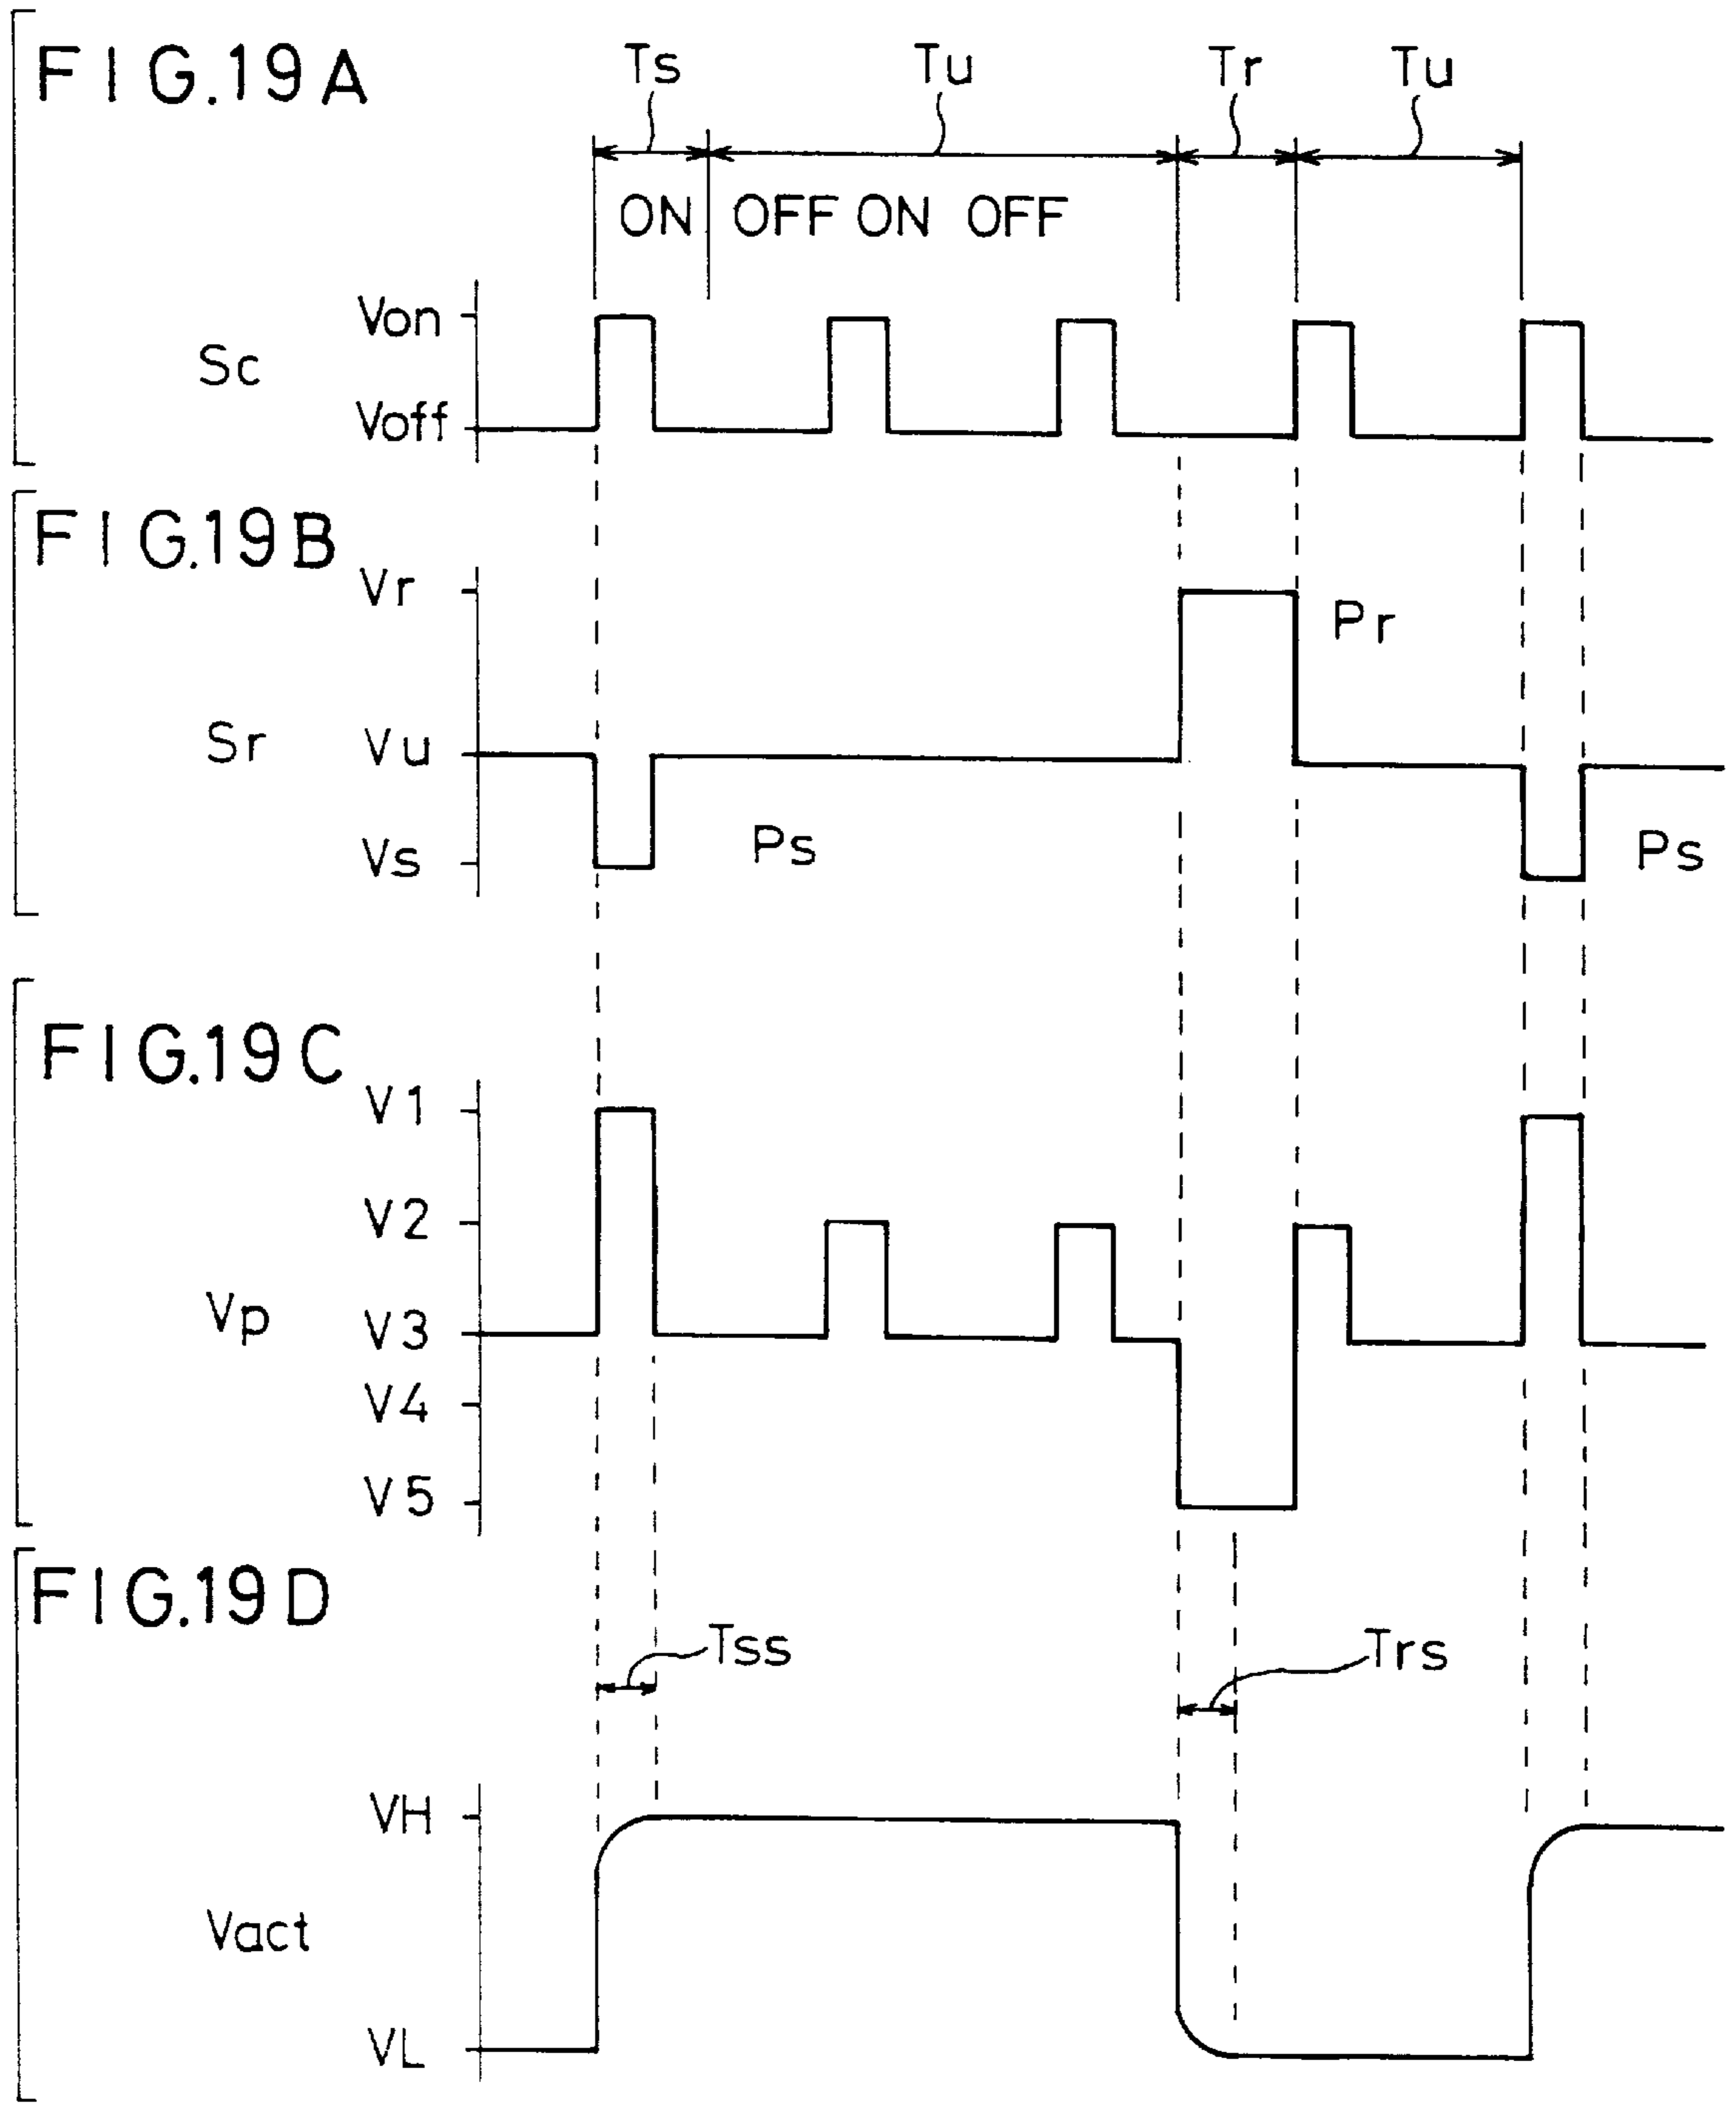 FIG.19A
Ts Tu Tr Tu
ON OFF ON OFF
Von
Sc
Voff
FIG.19B
Vr
Pr
Sr Vu
Vs Ps Ps
FIG.19C
V1
V2
Vp V3
V4
V5
FIG.19D
Tss Trs
VH
Vact
VL